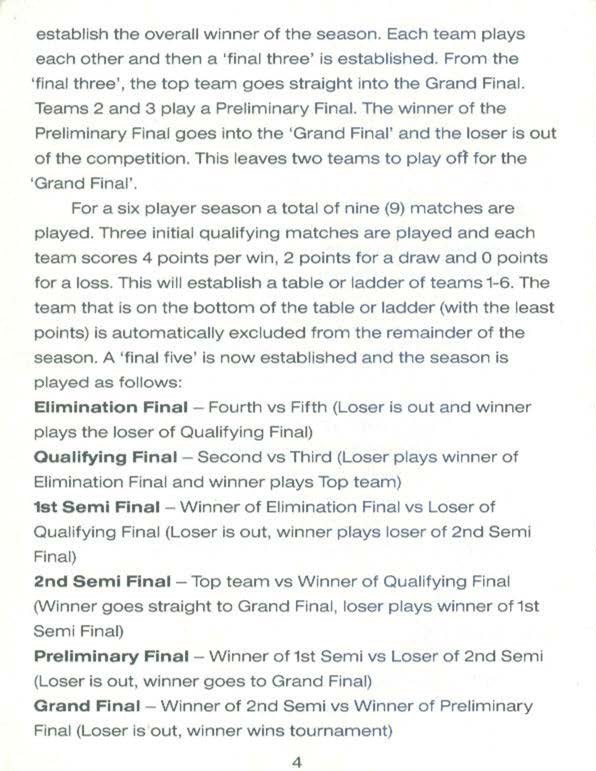 establish the overall winner of the season. Each team plays
each other and then a ‘final three’ is established. From the
‘final three’, the top team goes straight into the Grand Final.
Teams 2 and 3 play a Preliminary Final. The winner of the
Preliminary Final goes into the ‘Grand Final’ and the loser is out
of the competition. This leaves two teams to play off for the
‘Grand Final’.
For a six player season a total of nine (9) matches are
played. Three initial qualifying matches are played and each
team scores 4 points per win, 2 points for a draw and 0 points
for a loss. This will establish a table or ladder of teams 1-6. The
team that is on the bottom of the table or ladder (with the least
points) is automatically excluded from the remainder of the
season. A ‘final five’ is now established and the season is
played as follows:
Elimination Final – Fourth vs Fifth (Loser is out and winner
plays the loser of Qualifying Final)
Qualifying Final – Second vs Third (Loser plays winner of
Elimination Final and winner plays Top team)
1st Semi Final – Winner of Elimination Final vs Loser of
Qualifying Final (Loser is out, winner plays loser of 2nd Semi
Final)
2nd Semi Final – Top team vs Winner of Qualifying Final
(Winner goes straight to Grand Final, loser plays winner of 1st
Semi Final)
Preliminary Final – Winner of 1st Semi vs Loser of 2nd Semi
(Loser is out, winner goes to Grand Final)
Grand Final – Winner of 2nd Semi vs Winner of Preliminary
Final (Loser is out, winner wins tournament)
4